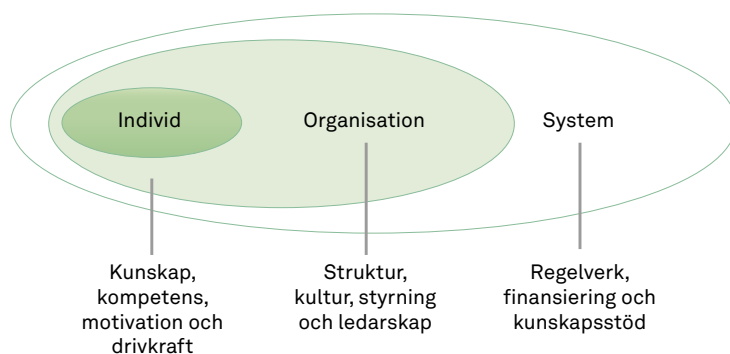 Individ
Organisation
System
Kunskap,
kompetens,
motivation och
drivkraft
Struktur,
kultur, styrning
och ledarskap
Regelverk,
finansiering och
kunskapsstöd